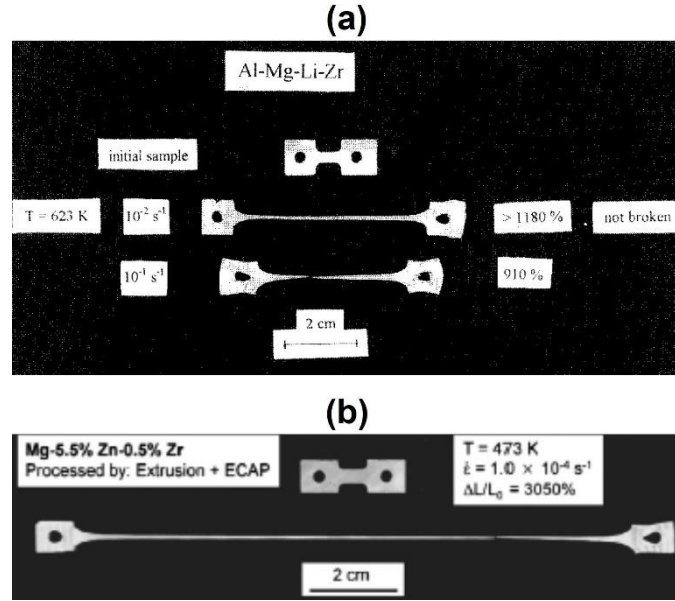 (a)
Al-Mg-Li-Zr
initial sample
T = 623 K 10⁻² s⁻¹ > 1180 % not broken
10⁻¹ s⁻¹ 910 %
2 cm
(b)
Mg-5.5% Zn-0.5% Zr
Processed by: Extrusion + ECAP
T = 473 K
ε̇ = 1.0 × 10⁻⁴ s⁻¹
ΔL/L₀ = 3050%
2 cm